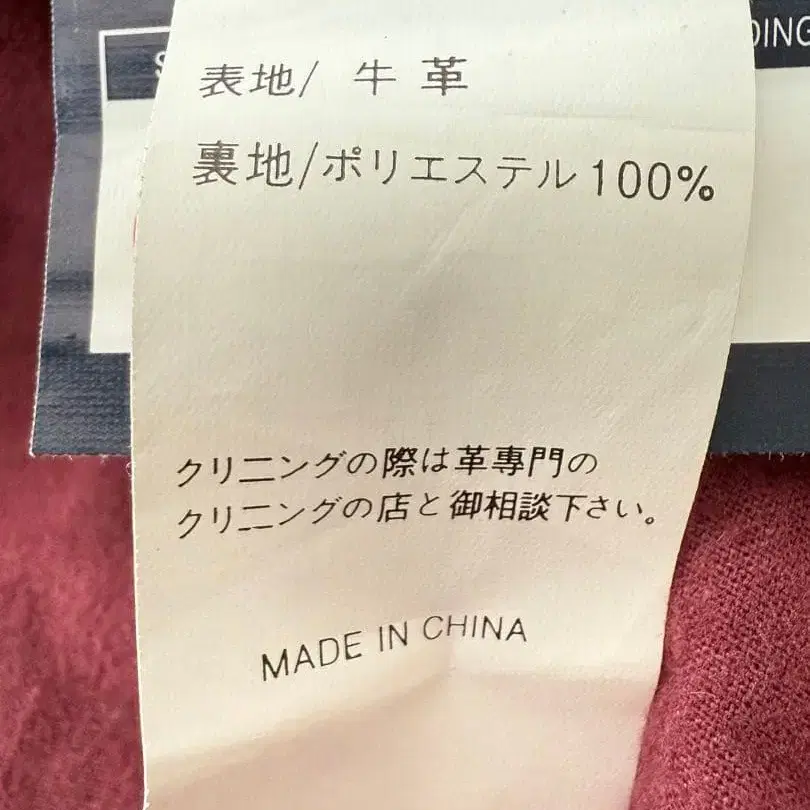 表地/ 牛 革
裏地/ポリエステル100%
クリニングの際は革專門の
クリニングの店と御相談下さい。
MADE IN CHINA